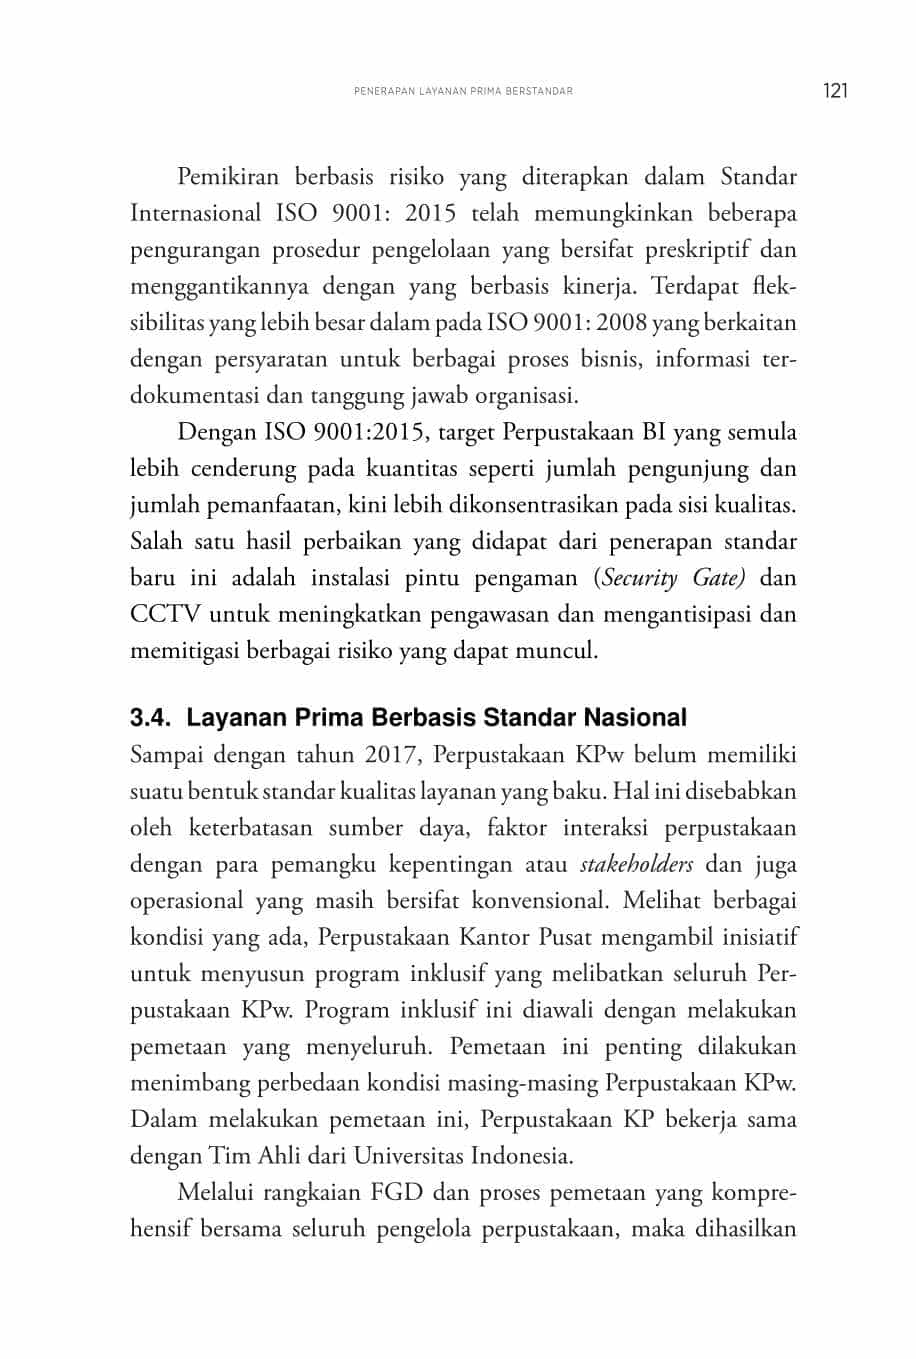 PENERAPAN LAYANAN PRIMA BERSTANDAR 121
Pemikiran berbasis risiko yang diterapkan dalam Standar
Internasional ISO 9001: 2015 telah memungkinkan beberapa
pengurangan prosedur pengelolaan yang bersifat preskriptif dan
menggantikannya dengan yang berbasis kinerja. Terdapat flek-
sibilitas yang lebih besar dalam pada ISO 9001: 2008 yang berkaitan
dengan persyaratan untuk berbagai proses bisnis, informasi ter-
dokumentasi dan tanggung jawab organisasi.
Dengan ISO 9001:2015, target Perpustakaan BI yang semula
lebih cenderung pada kuantitas seperti jumlah pengunjung dan
jumlah pemanfaatan, kini lebih dikonsentrasikan pada sisi kualitas.
Salah satu hasil perbaikan yang didapat dari penerapan standar
baru ini adalah instalasi pintu pengaman (Security Gate) dan
CCTV untuk meningkatkan pengawasan dan mengantisipasi dan
memitigasi berbagai risiko yang dapat muncul.
3.4. Layanan Prima Berbasis Standar Nasional
Sampai dengan tahun 2017, Perpustakaan KPw belum memiliki
suatu bentuk standar kualitas layanan yang baku. Hal ini disebabkan
oleh keterbatasan sumber daya, faktor interaksi perpustakaan
dengan para pemangku kepentingan atau stakeholders dan juga
operasional yang masih bersifat konvensional. Melihat berbagai
kondisi yang ada, Perpustakaan Kantor Pusat mengambil inisiatif
untuk menyusun program inklusif yang melibatkan seluruh Per-
pustakaan KPw. Program inklusif ini diawali dengan melakukan
pemetaan yang menyeluruh. Pemetaan ini penting dilakukan
menimbang perbedaan kondisi masing-masing Perpustakaan KPw.
Dalam melakukan pemetaan ini, Perpustakaan KP bekerja sama
dengan Tim Ahli dari Universitas Indonesia.
Melalui rangkaian FGD dan proses pemetaan yang kompre-
hensif bersama seluruh pengelola perpustakaan, maka dihasilkan